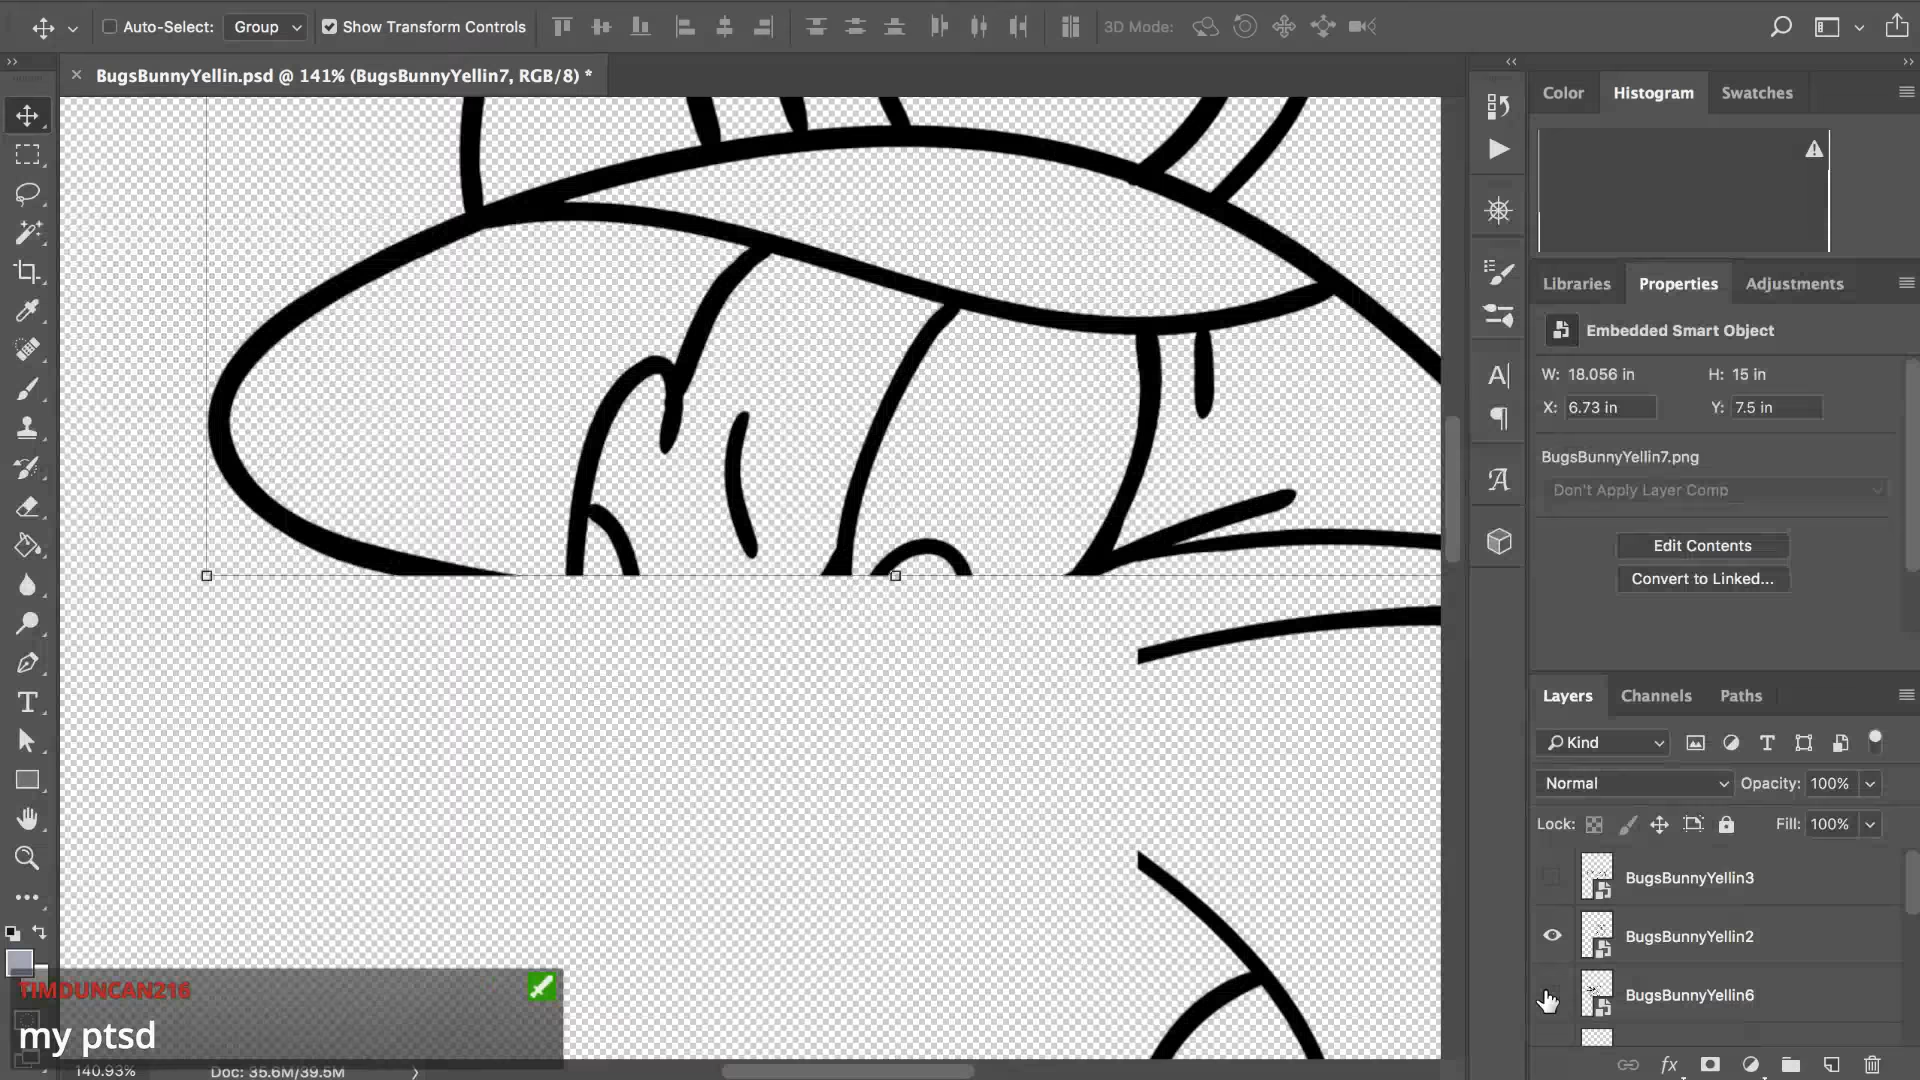 Auto-Select: Group Show Transform Controls 3D Mode:
BugsBunnyYellin.psd @ 141% (BugsBunnyYellin7, RGB/8) *
Color Histogram Swatches
Libraries Properties Adjustments
Embedded Smart Object
W: 18.056 in H: 15 in
X: 6.73 in Y: 7.5 in
BugsBunnyYellin7.png
Don't Apply Layer Comp
Edit Contents
Convert to Linked...
Layers Channels Paths
Kind
Normal Opacity: 100%
Lock: Fill: 100%
BugsBunnyYellin3
BugsBunnyYellin2
BugsBunnyYellin6
TIMDUNCAN216
my ptsd
140.93% Doc: 35.6M/39.5M